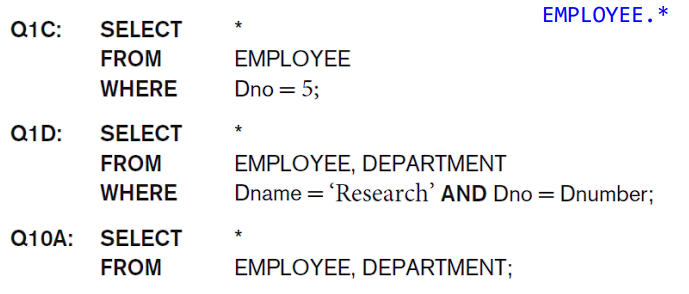 EMPLOYEE.*
Q1C: SELECT *
FROM EMPLOYEE
WHERE Dno = 5;
Q1D: SELECT *
FROM EMPLOYEE, DEPARTMENT
WHERE Dname = ‘Research’ AND Dno = Dnumber;
Q10A: SELECT *
FROM EMPLOYEE, DEPARTMENT;